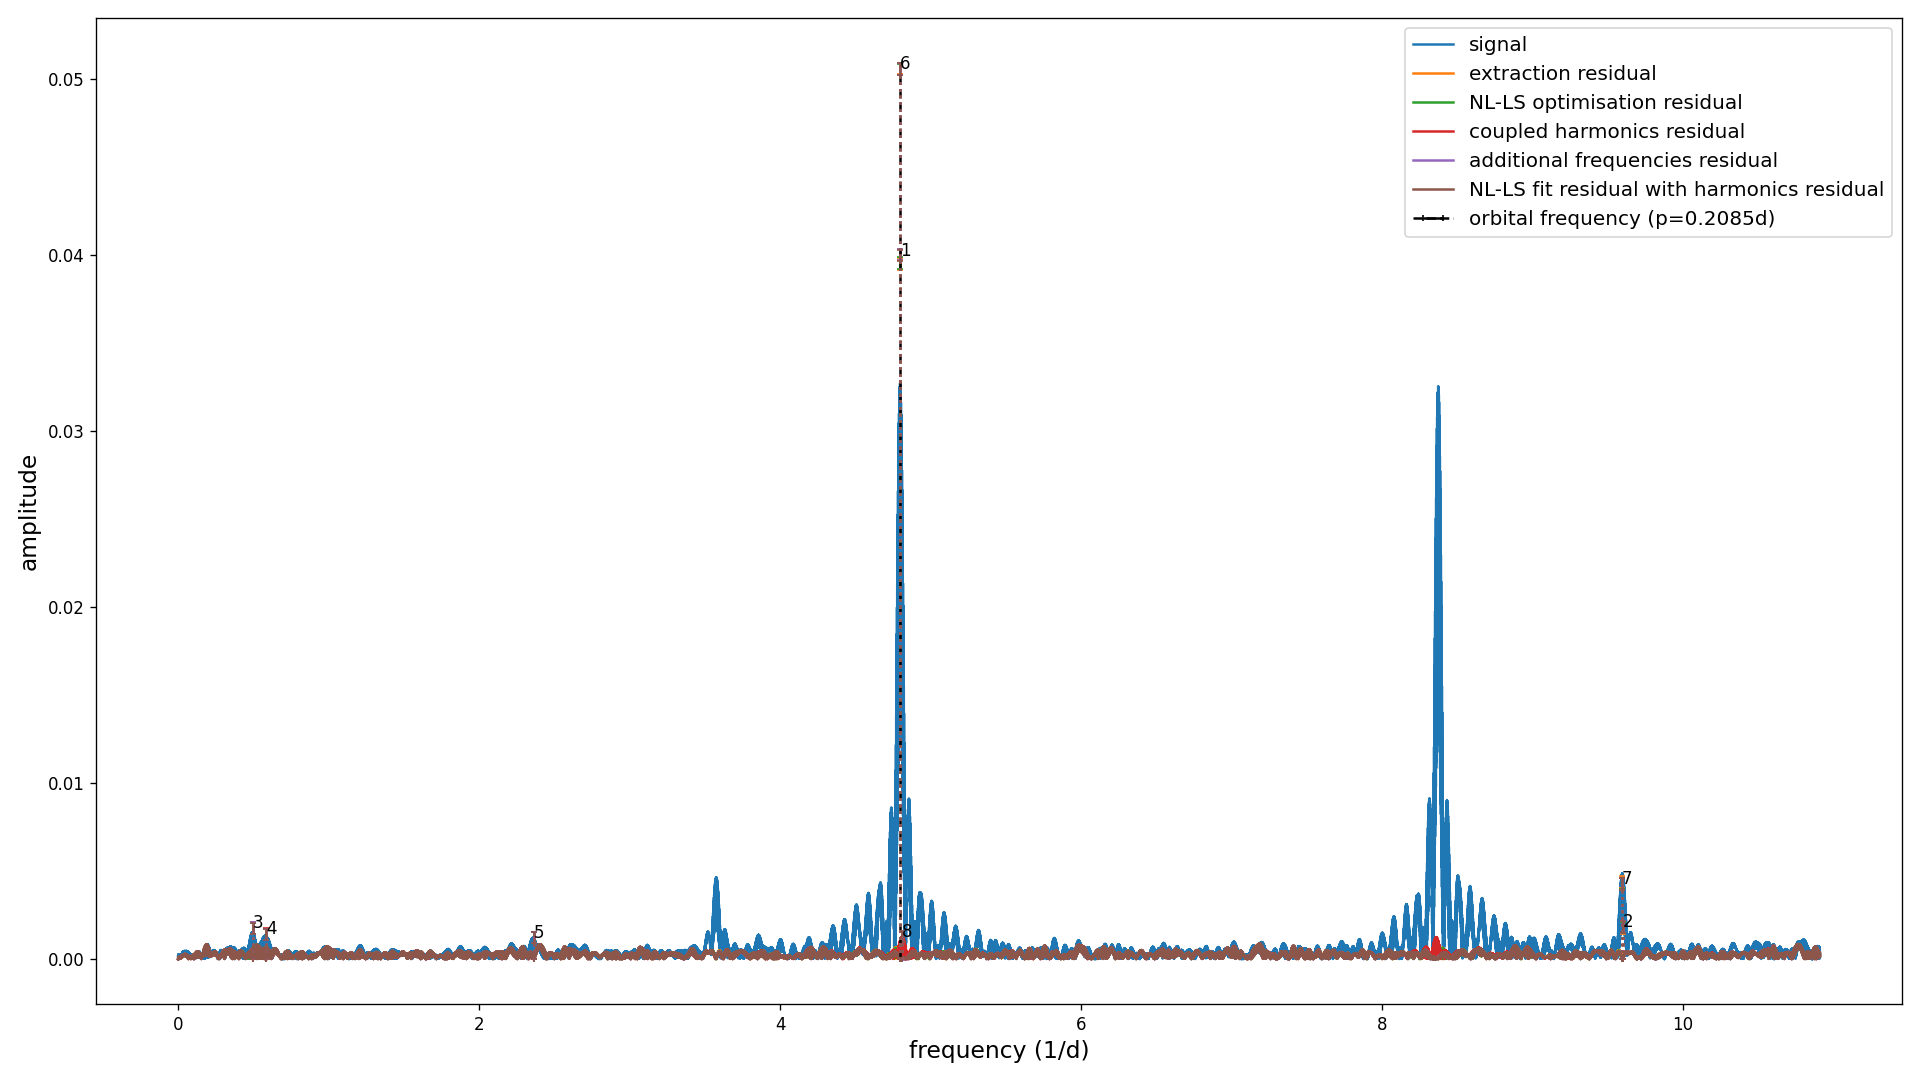 signal
extraction residual
NL-LS optimisation residual
coupled harmonics residual
additional frequencies residual
NL-LS fit residual with harmonics residual
orbital frequency (p=0.2085d)
amplitude
0.05
0.04
0.03
0.02
0.01
0.00
6
1
7
2
3
4
5
8
0
2
4
6
8
10
frequency (1/d)